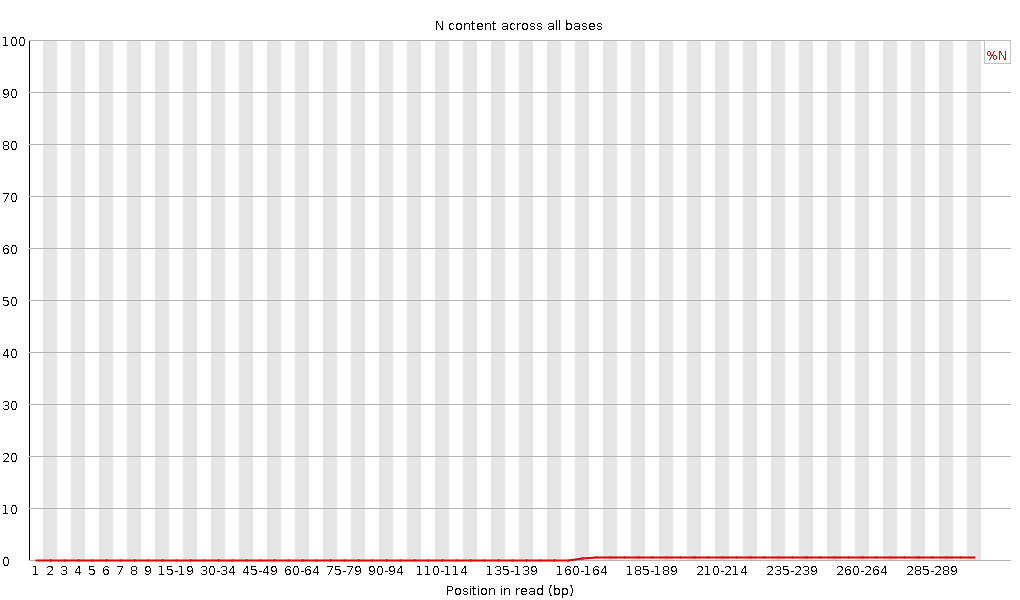 N content across all bases
%N
100
90
80
70
60
50
40
30
20
10
0
1 2 3 4 5 6 7 8 9 15-19 30-34 45-49 60-64 75-79 90-94 110-114 135-139 160-164 185-189 210-214 235-239 260-264 285-289
Position in read (bp)